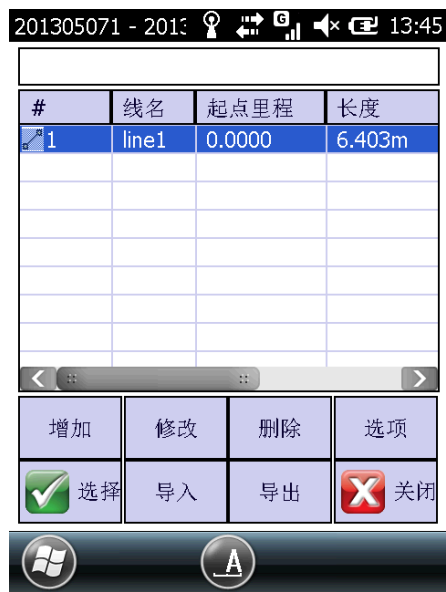 201305071 - 2013 G 13:45
# 线名 起点里程 长度
1 line1 0.0000 6.403m
增加 修改 删除 选项
选择 导入 导出 关闭
A